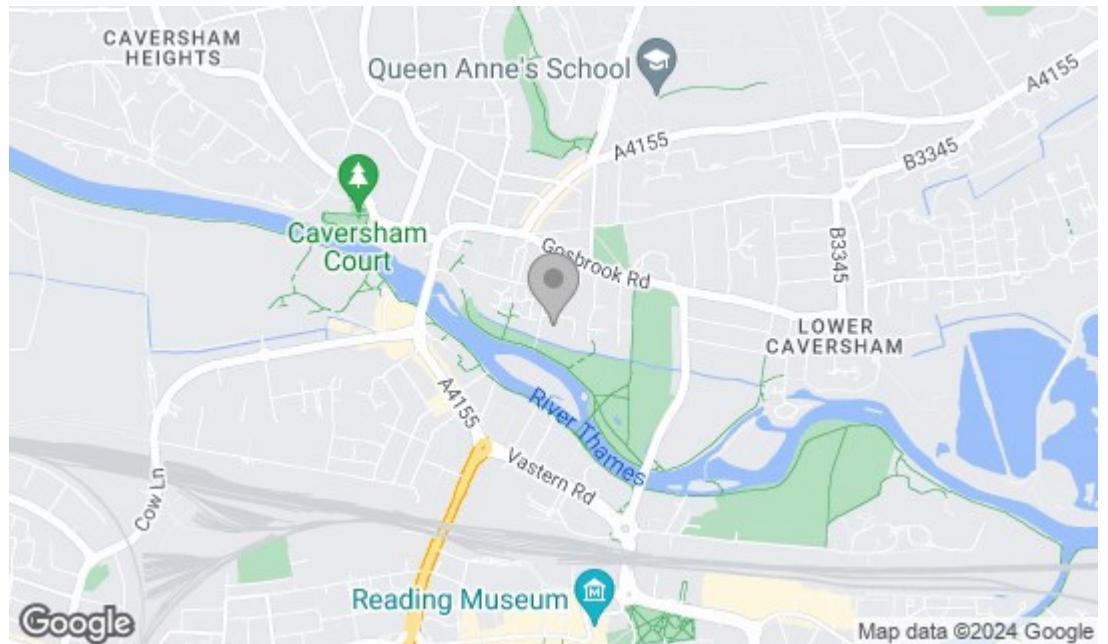 CAVERSHAM
HEIGHTS
Queen Anne's School
A4155
A4155
B3345
Caversham
Court
Gosbrook Rd
B3345
LOWER
CAVERSHAM
A4155
River Thames
Vastern Rd
Cow Ln
Reading Museum
Google
Map data ©2024 Google